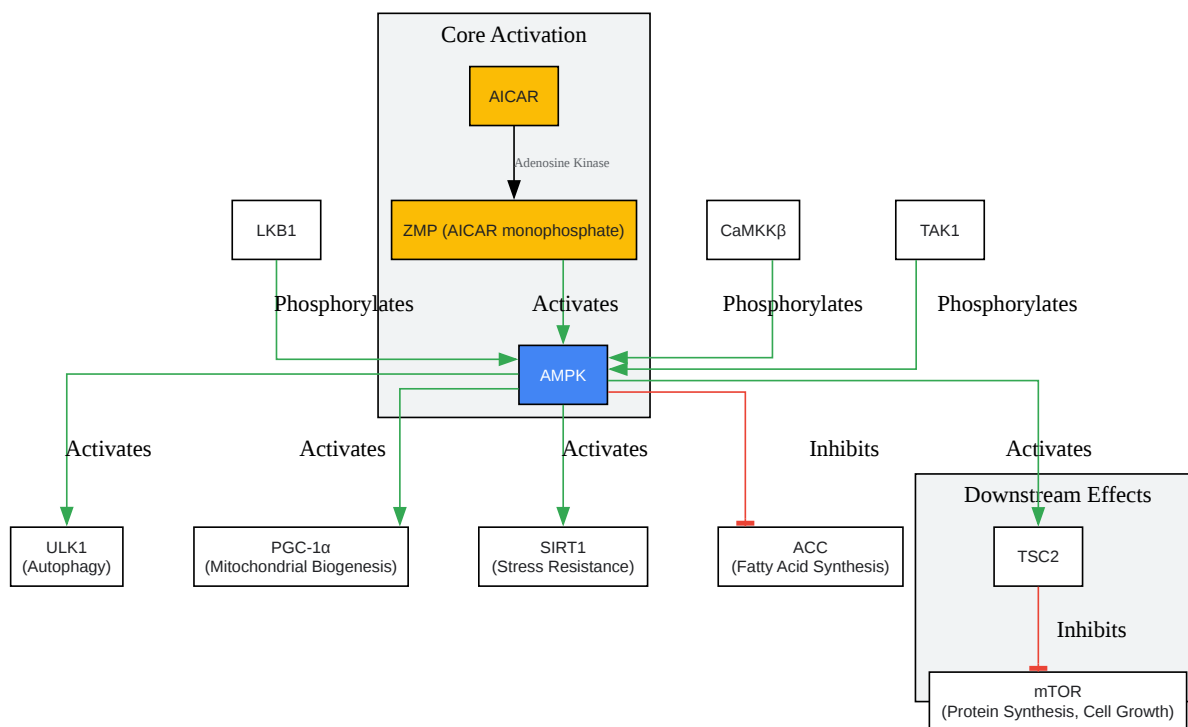 Core Activation
AICAR
Adenosine Kinase
LKB1
ZMP (AICAR monophosphate)
CaMKKβ
TAK1
Phosphorylates
Activates
Phosphorylates
Phosphorylates
AMPK
Activates
Activates
Activates
Inhibits
Activates
Downstream Effects
ULK1
(Autophagy)
PGC-1α
(Mitochondrial Biogenesis)
SIRT1
(Stress Resistance)
ACC
(Fatty Acid Synthesis)
TSC2
Inhibits
mTOR
(Protein Synthesis, Cell Growth)